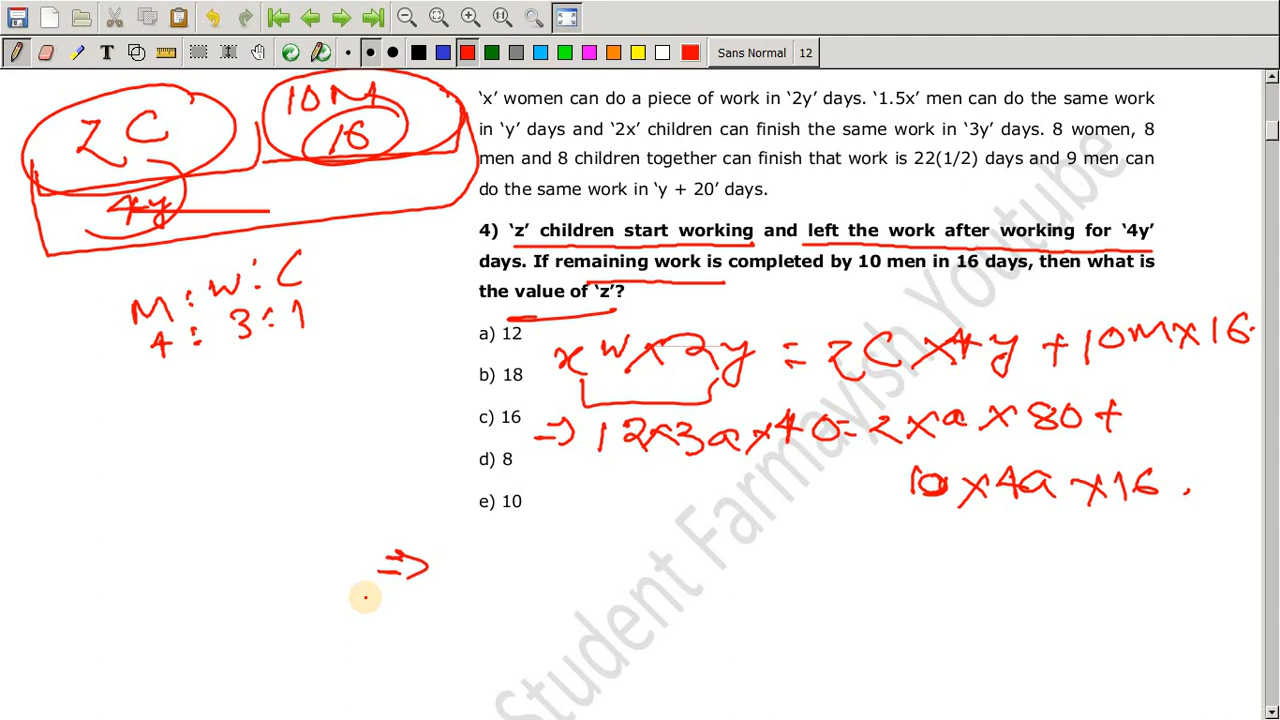 Sans Normal 12
'x' women can do a piece of work in '2y' days. '1.5x' men can do the same work
in 'y' days and '2x' children can finish the same work in '3y' days. 8 women, 8
men and 8 children together can finish that work is 22(1/2) days and 9 men can
do the same work in 'y + 20' days.
4) 'z' children start working and left the work after working for '4y'
days. If remaining work is completed by 10 men in 16 days, then what is
the value of 'z'?
a) 12
b) 18
c) 16
d) 8
e) 10
ZC 10M
16
4y
M : W : C
4 : 3 : 1
xW×2y = ZC×4y + 10M×16.
=> 12×3a×40 = Z×a×80 +
10×4a×16.
=>
Student Farmayish Youtube